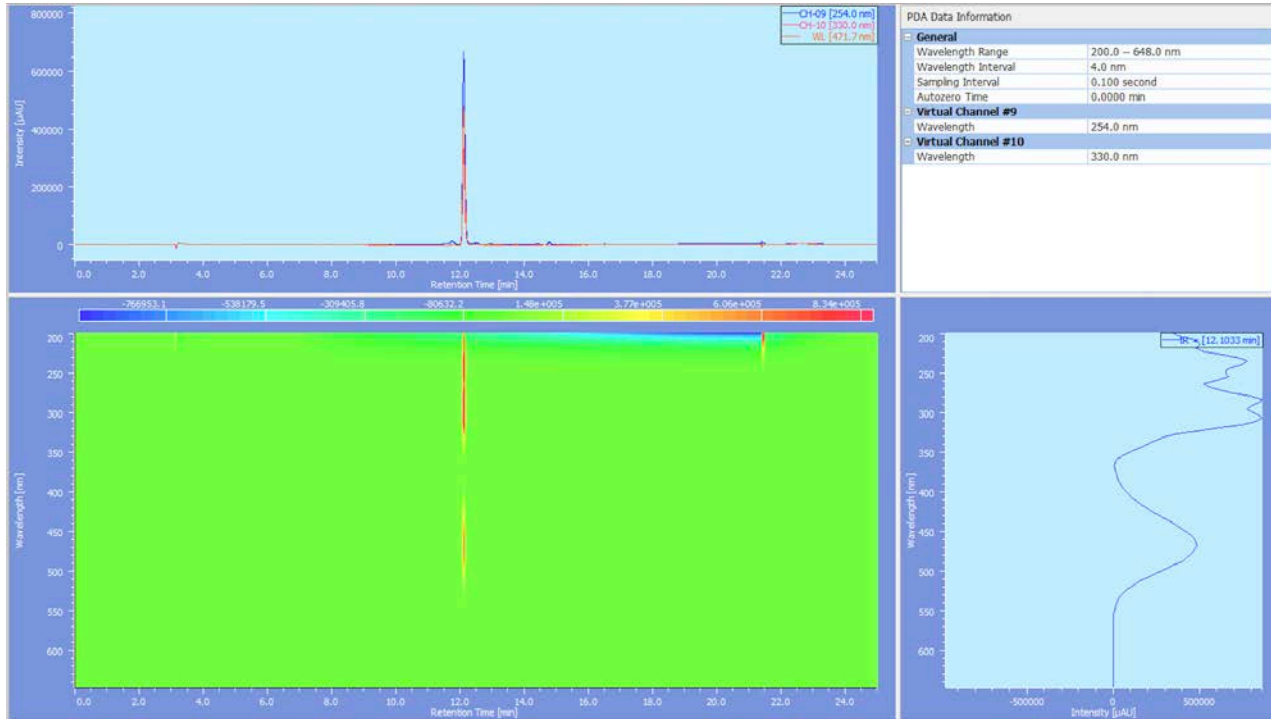 800000
600000
400000
200000
0
Intensity [µAU]
CH-09 [254.0 nm]
CH-10 [330.0 nm]
WL [471.7 nm]
0.0 2.0 4.0 6.0 8.0 10.0 12.0 14.0 16.0 18.0 20.0 22.0 24.0
Retention Time [min]
PDA Data Information
General
Wavelength Range 200.0 – 648.0 nm
Wavelength Interval 4.0 nm
Sampling Interval 0.100 second
Autozero Time 0.0000 min
Virtual Channel #9
Wavelength 254.0 nm
Virtual Channel #10
Wavelength 330.0 nm
-766953.1 -538179.5 -309405.8 -80632.2 1.48e+005 3.77e+005 6.06e+005 8.34e+005
200
250
300
350
400
450
500
550
600
Wavelength [nm]
0.0 2.0 4.0 6.0 8.0 10.0 12.0 14.0 16.0 18.0 20.0 22.0 24.0
Retention Time [min]
[12.1033 min]
200
250
300
350
400
450
500
550
600
Wavelength [nm]
-500000 0 500000
Intensity [µAU]